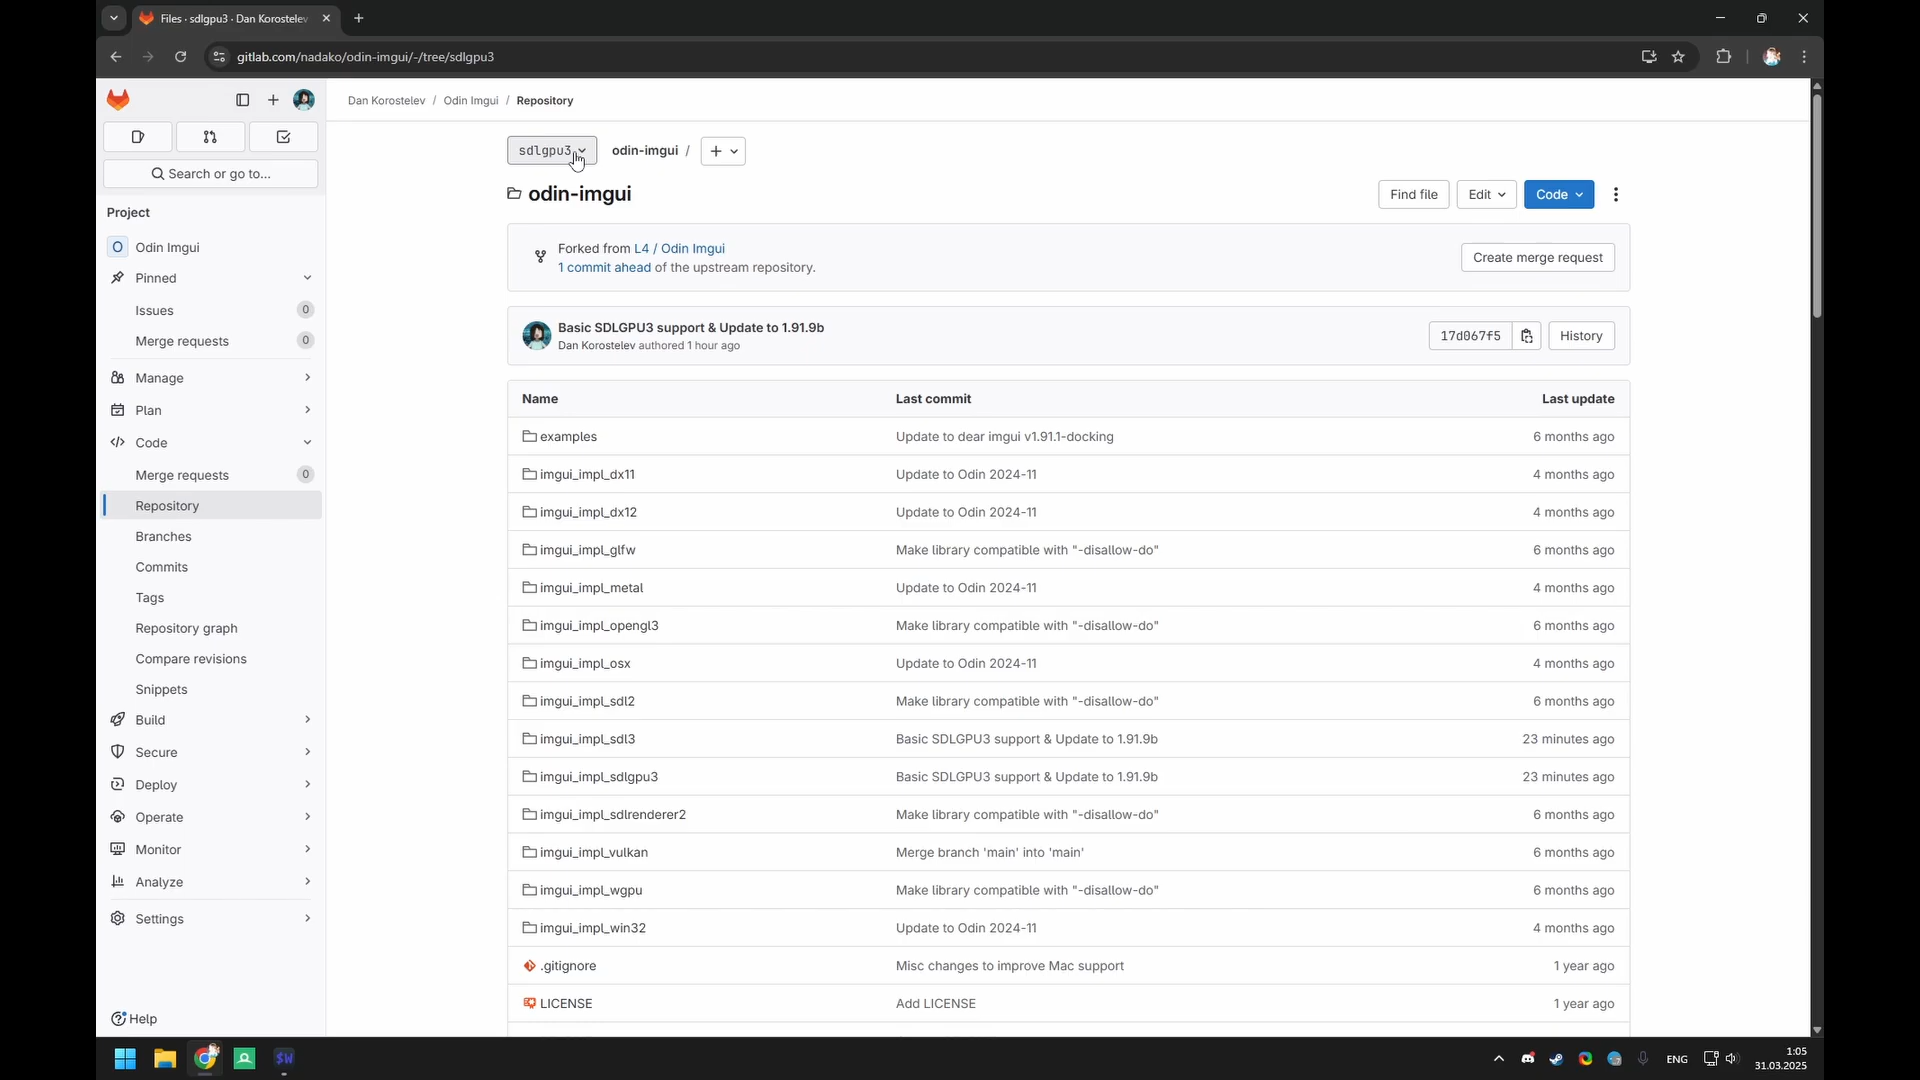 Files · sdlgpu3 · Dan Korostelev
gitlab.com/nadako/odin-imgui/-/tree/sdlgpu3
Dan Korostelev / Odin Imgui / Repository
Search or go to...
Project
O Odin Imgui
Pinned
Issues 0
Merge requests 0
Manage
Plan
Code
Merge requests 0
Repository
Branches
Commits
Tags
Repository graph
Compare revisions
Snippets
Build
Secure
Deploy
Operate
Monitor
Analyze
Settings
Help
sdlgpu3 odin-imgui /
odin-imgui
Find file Edit Code
Forked from L4 / Odin Imgui
1 commit ahead of the upstream repository.
Create merge request
Basic SDLGPU3 support & Update to 1.91.9b
Dan Korostelev authored 1 hour ago
17d067f5 History
Name Last commit Last update
examples Update to dear imgui v1.91.1-docking 6 months ago
imgui_impl_dx11 Update to Odin 2024-11 4 months ago
imgui_impl_dx12 Update to Odin 2024-11 4 months ago
imgui_impl_glfw Make library compatible with "-disallow-do" 6 months ago
imgui_impl_metal Update to Odin 2024-11 4 months ago
imgui_impl_opengl3 Make library compatible with "-disallow-do" 6 months ago
imgui_impl_osx Update to Odin 2024-11 4 months ago
imgui_impl_sdl2 Make library compatible with "-disallow-do" 6 months ago
imgui_impl_sdl3 Basic SDLGPU3 support & Update to 1.91.9b 23 minutes ago
imgui_impl_sdlgpu3 Basic SDLGPU3 support & Update to 1.91.9b 23 minutes ago
imgui_impl_sdlrenderer2 Make library compatible with "-disallow-do" 6 months ago
imgui_impl_vulkan Merge branch 'main' into 'main' 6 months ago
imgui_impl_wgpu Make library compatible with "-disallow-do" 6 months ago
imgui_impl_win32 Update to Odin 2024-11 4 months ago
.gitignore Misc changes to improve Mac support 1 year ago
LICENSE Add LICENSE 1 year ago
$W
ENG
1:05
31.03.2025